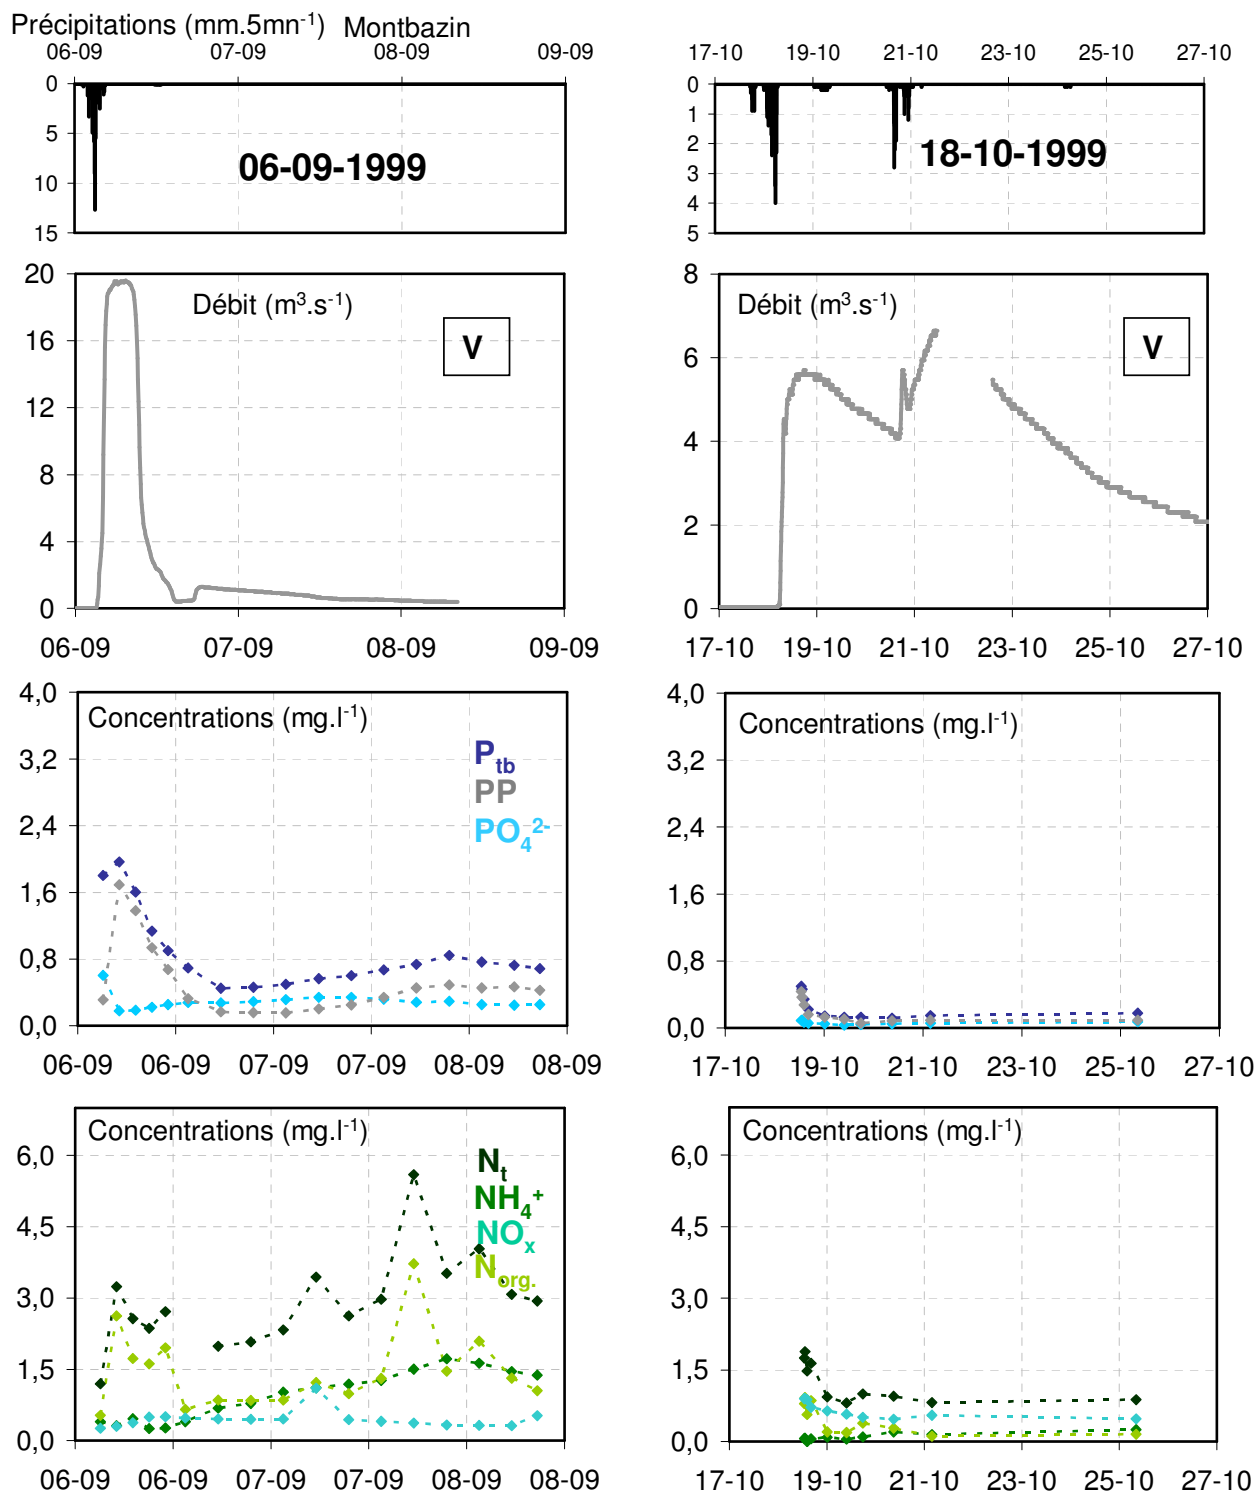 Précipitations (mm.5mn-1) Montbazin
06-09 07-09 08-09 09-09
0
5
10
15
06-09-1999
17-10 19-10 21-10 23-10 25-10 27-10
0
1
2
3
4
5
18-10-1999
20
16
12
8
4
0
Débit (m3.s-1)
V
06-09 07-09 08-09 09-09
8
6
4
2
0
Débit (m3.s-1)
V
17-10 19-10 21-10 23-10 25-10 27-10
4,0
3,2
2,4
1,6
0,8
0,0
Concentrations (mg.l-1)
Ptb
PP
PO42-
06-09 06-09 07-09 07-09 08-09 08-09
4,0
3,2
2,4
1,6
0,8
0,0
Concentrations (mg.l-1)
17-10 19-10 21-10 23-10 25-10 27-10
6,0
4,5
3,0
1,5
0,0
Concentrations (mg.l-1)
Nt
NH4+
NOx
Norg.
06-09 06-09 07-09 07-09 08-09 08-09
6,0
4,5
3,0
1,5
0,0
Concentrations (mg.l-1)
17-10 19-10 21-10 23-10 25-10 27-10